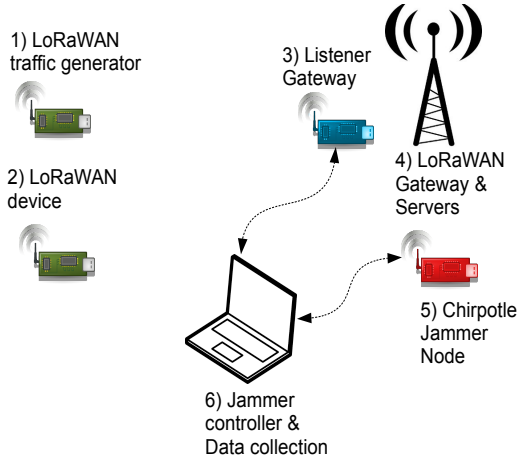 1) LoRaWAN
traffic generator
3) Listener
Gateway
2) LoRaWAN
device
4) LoRaWAN
Gateway &
Servers
5) Chirpotle
Jammer
Node
6) Jammer
controller &
Data collection